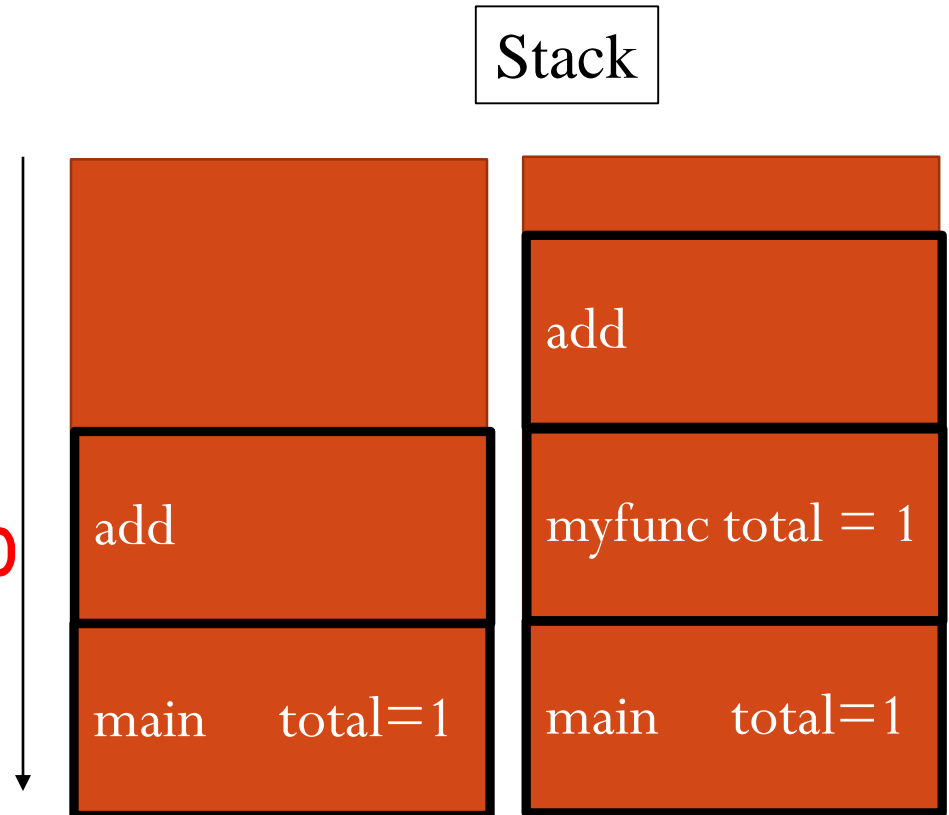 Stack
add
main total=1
add
myfunc total = 1
main total=1